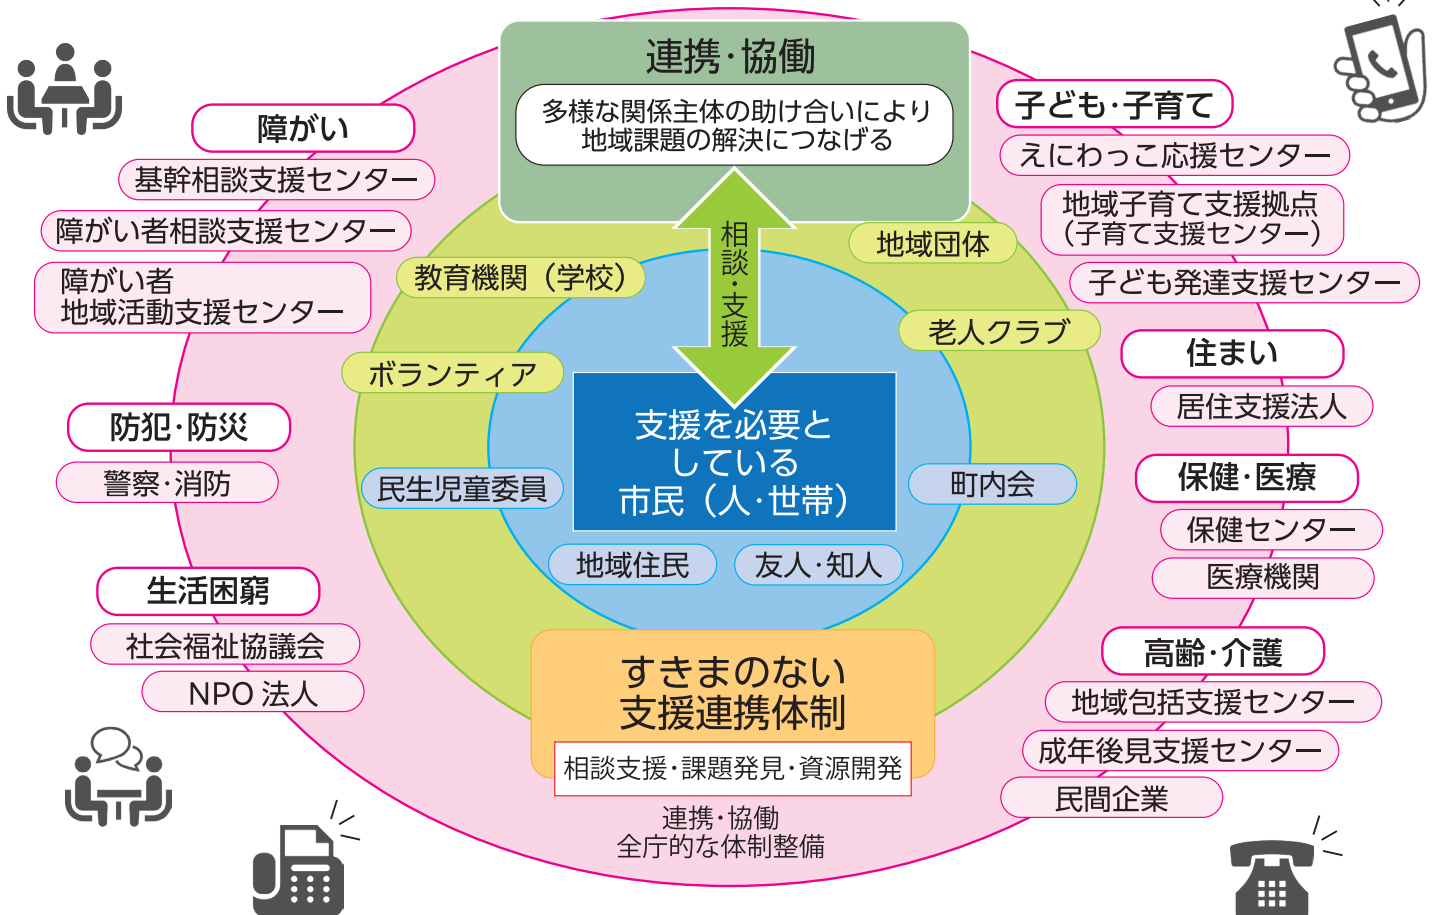 連携・協働
多様な関係主体の助け合いにより
地域課題の解決につなげる
相談・支援
障がい
基幹相談支援センター
障がい者相談支援センター
障がい者
地域活動支援センター
防犯・防災
警察・消防
生活困窮
社会福祉協議会
NPO 法人
教育機関（学校）
ボランティア
地域団体
老人クラブ
民生児童委員
町内会
地域住民
友人・知人
支援を必要と
している
市民（人・世帯）
子ども・子育て
えにわっこ応援センター
地域子育て支援拠点
（子育て支援センター）
子ども発達支援センター
住まい
居住支援法人
保健・医療
保健センター
医療機関
高齢・介護
地域包括支援センター
成年後見支援センター
民間企業
すきまのない
支援連携体制
相談支援・課題発見・資源開発
連携・協働
全庁的な体制整備